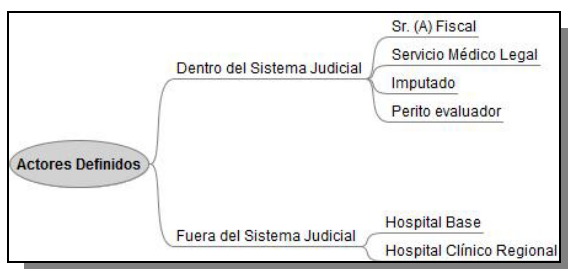 Actores Definidos
Dentro del Sistema Judicial
Sr. (A) Fiscal
Servicio Médico Legal
Imputado
Perito evaluador
Fuera del Sistema Judicial
Hospital Base
Hospital Clínico Regional